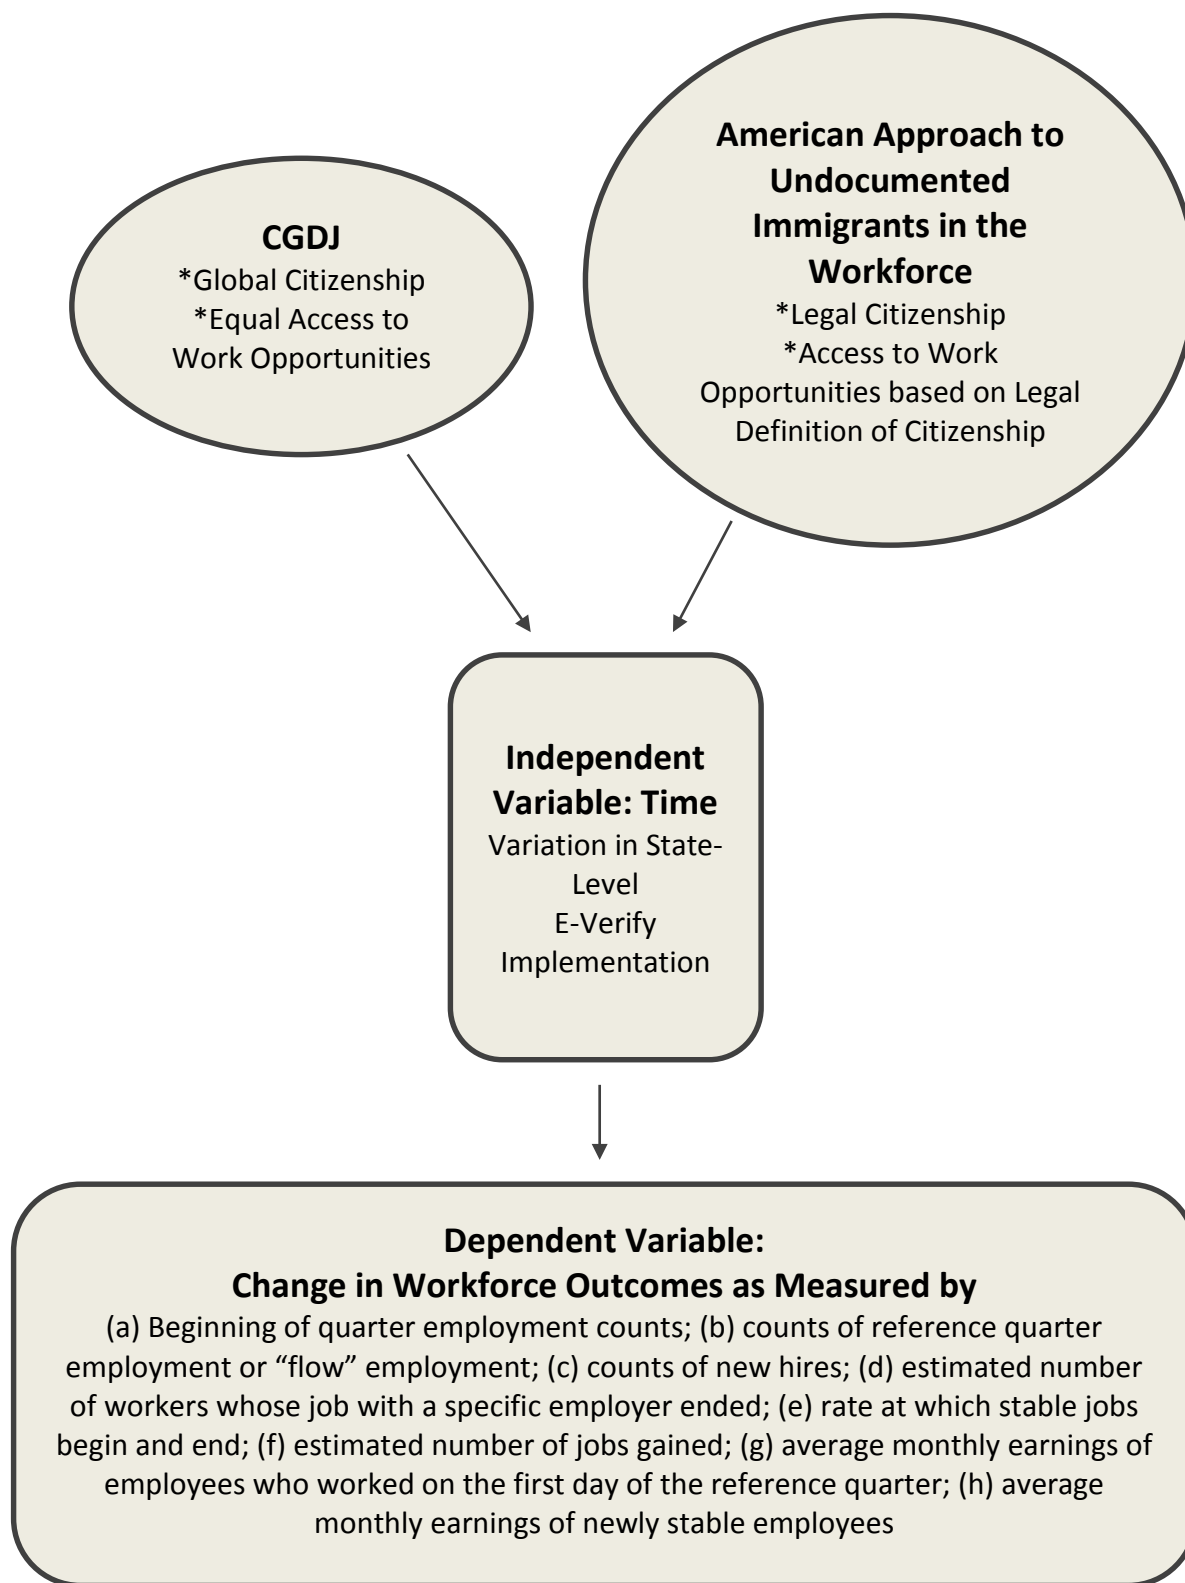 CGDJ
*Global Citizenship
*Equal Access to
Work Opportunities
American Approach to
Undocumented
Immigrants in the
Workforce
*Legal Citizenship
*Access to Work
Opportunities based on Legal
Definition of Citizenship
Independent
Variable: Time
Variation in State-
Level
E-Verify
Implementation
Dependent Variable:
Change in Workforce Outcomes as Measured by
(a) Beginning of quarter employment counts; (b) counts of reference quarter
employment or “flow” employment; (c) counts of new hires; (d) estimated number
of workers whose job with a specific employer ended; (e) rate at which stable jobs
begin and end; (f) estimated number of jobs gained; (g) average monthly earnings of
employees who worked on the first day of the reference quarter; (h) average
monthly earnings of newly stable employees